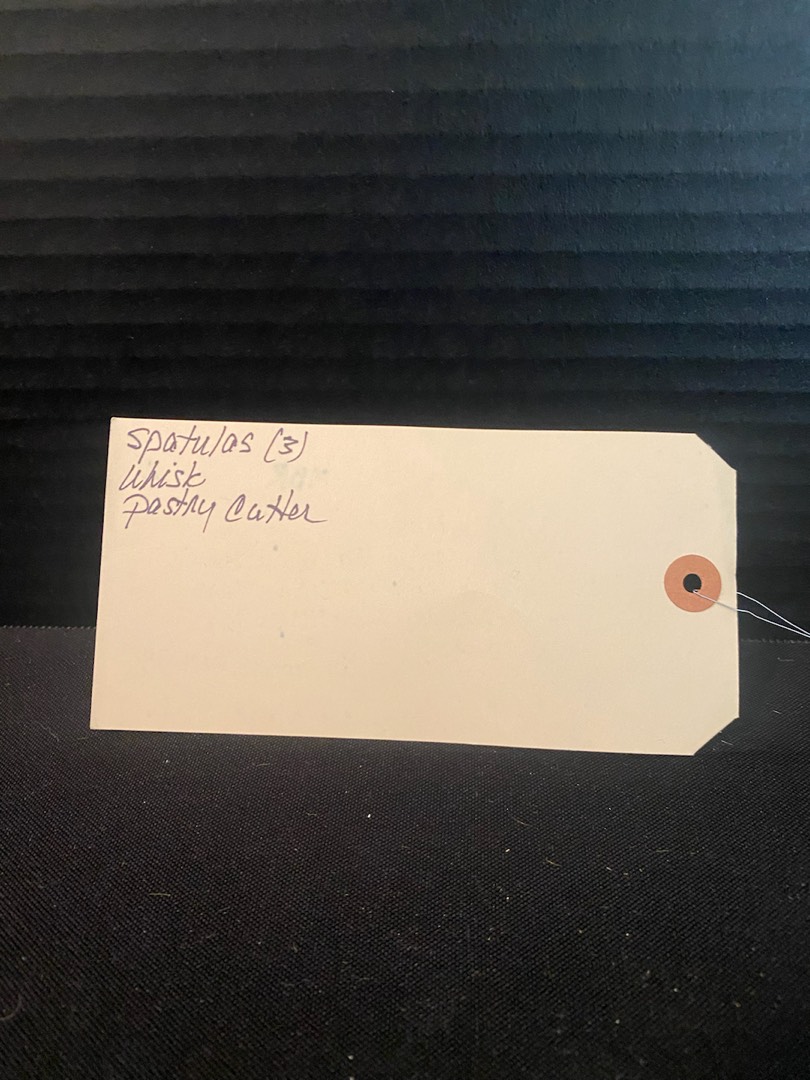 Spatulas (3)
Whisk
Pastry Cutter